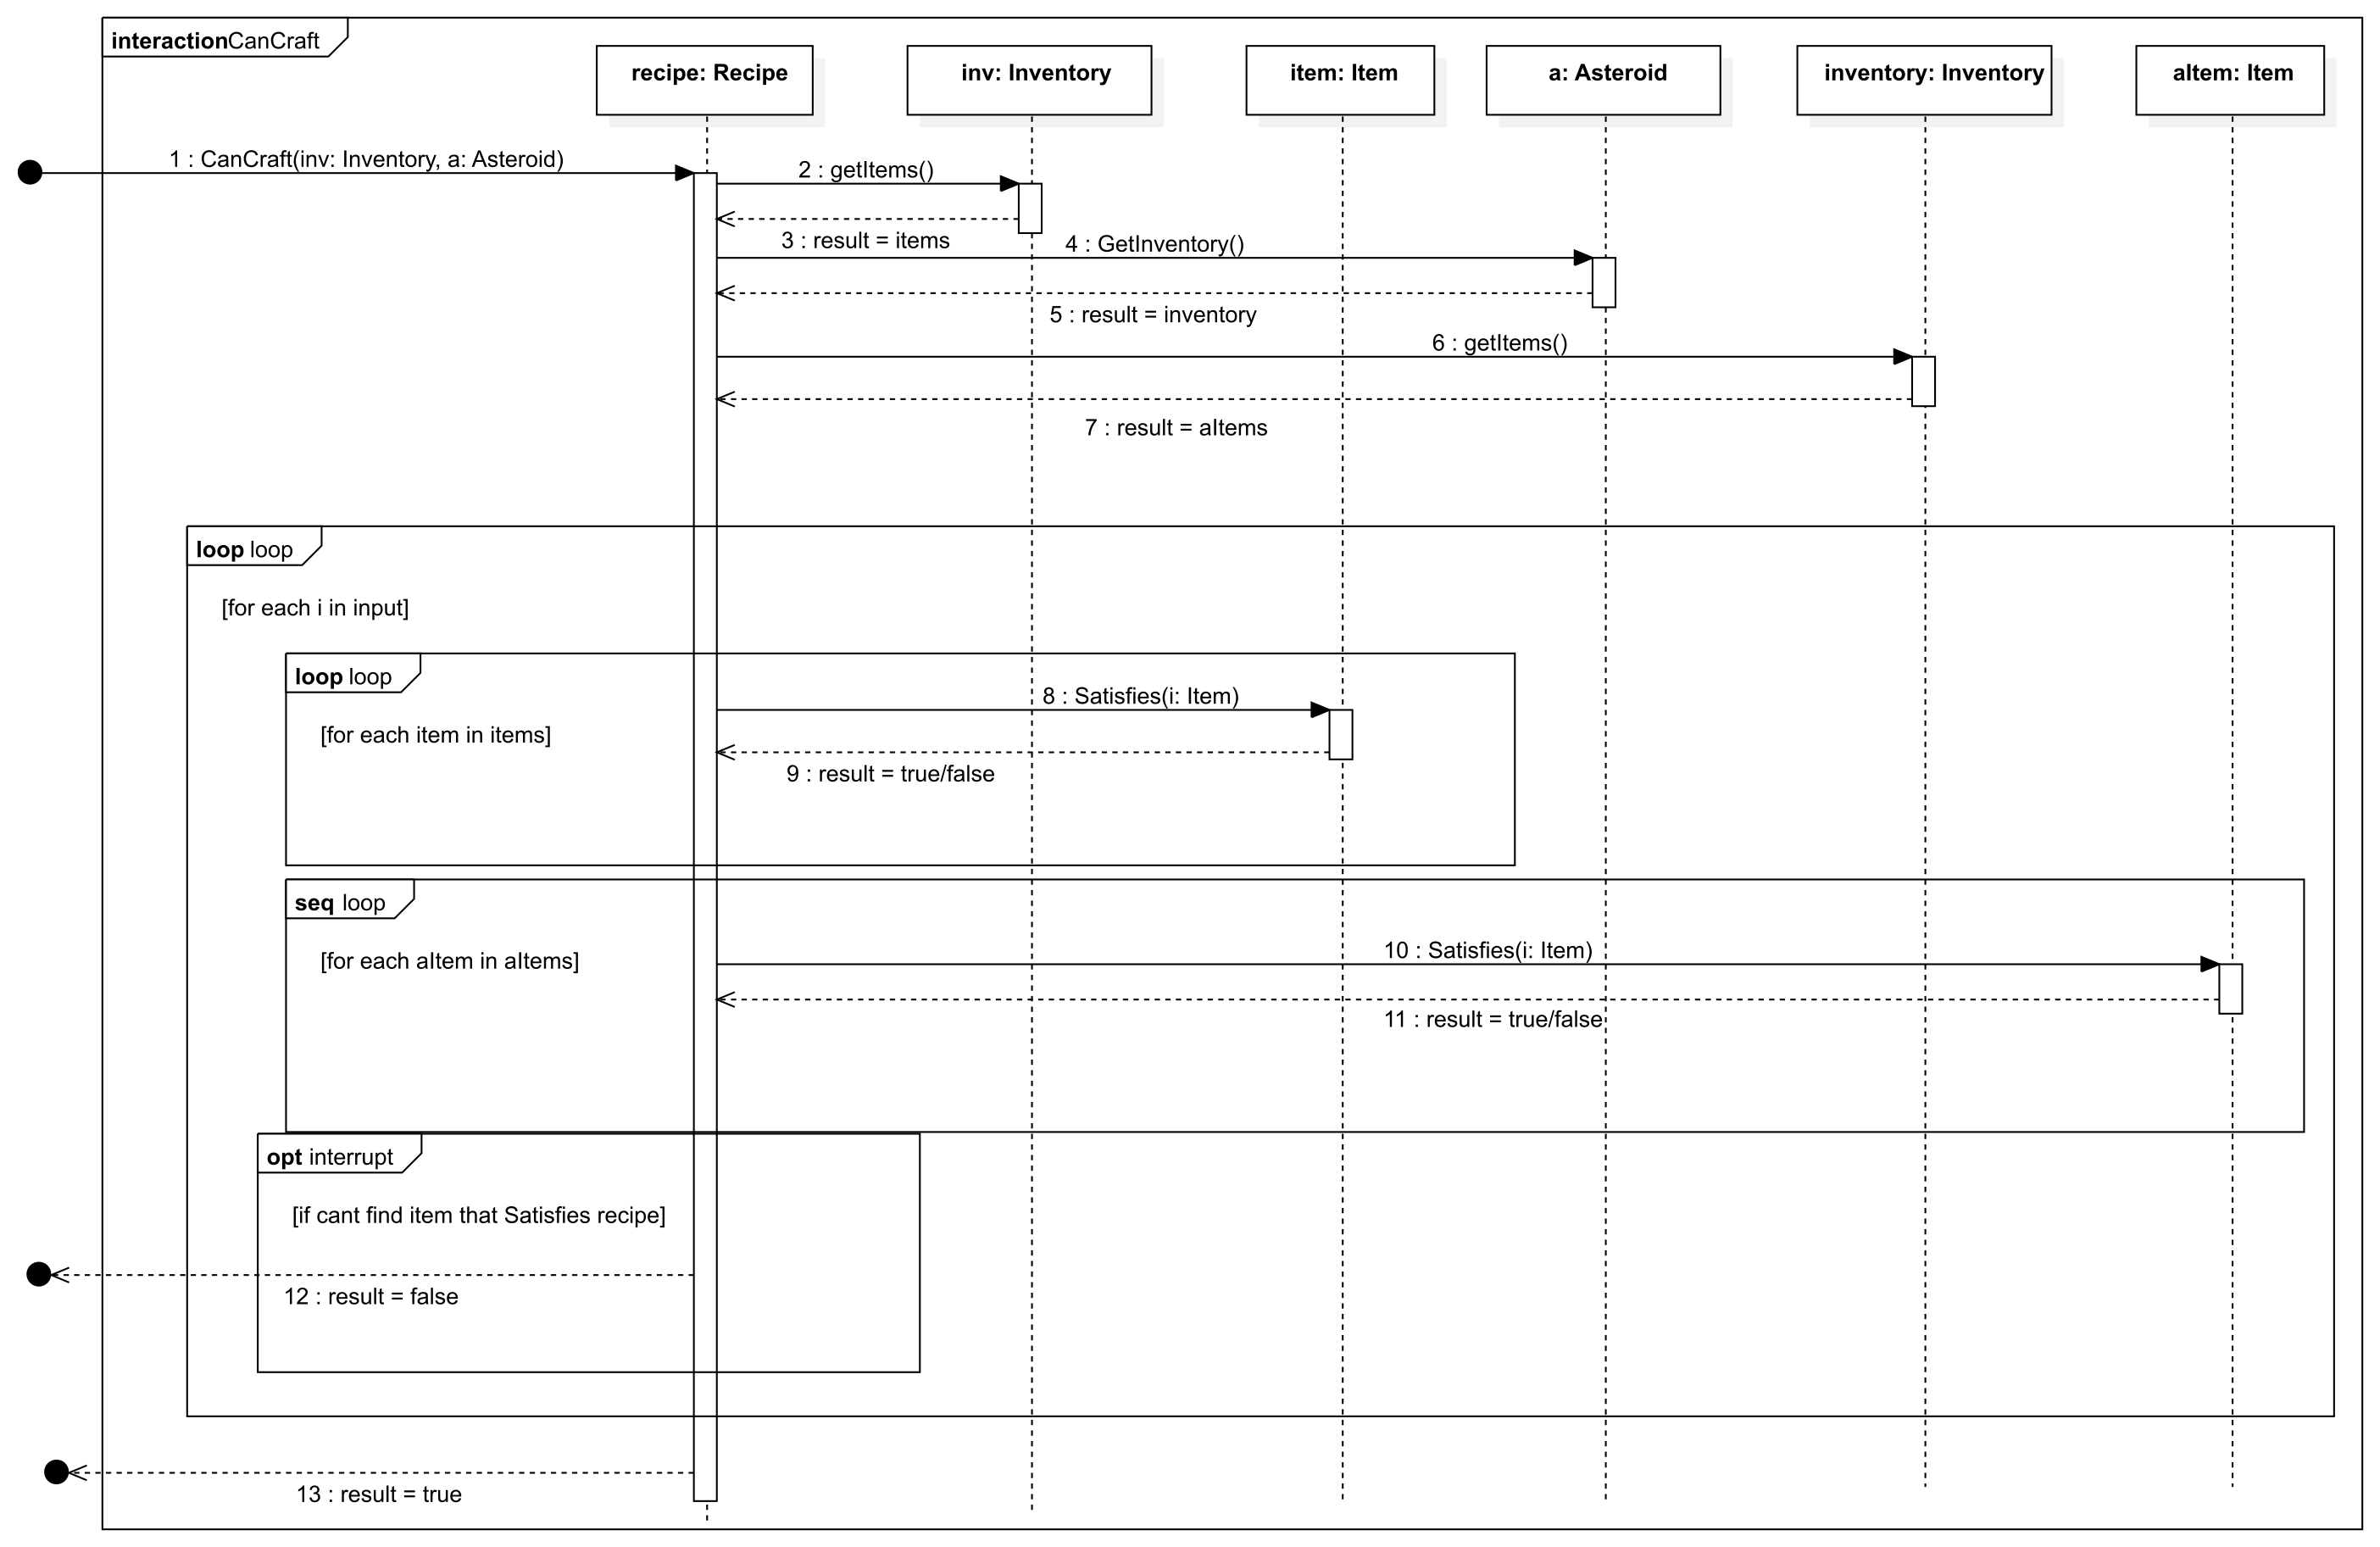 interactionCanCraft
recipe: Recipe
inv: Inventory
item: Item
a: Asteroid
inventory: Inventory
aItem: Item
1 : CanCraft(inv: Inventory, a: Asteroid)
2 : getItems()
3 : result = items
4 : GetInventory()
5 : result = inventory
6 : getItems()
7 : result = aItems
loop loop
[for each i in input]
loop loop
8 : Satisfies(i: Item)
[for each item in items]
9 : result = true/false
seq loop
10 : Satisfies(i: Item)
[for each aItem in aItems]
11 : result = true/false
opt interrupt
[if cant find item that Satisfies recipe]
12 : result = false
13 : result = true